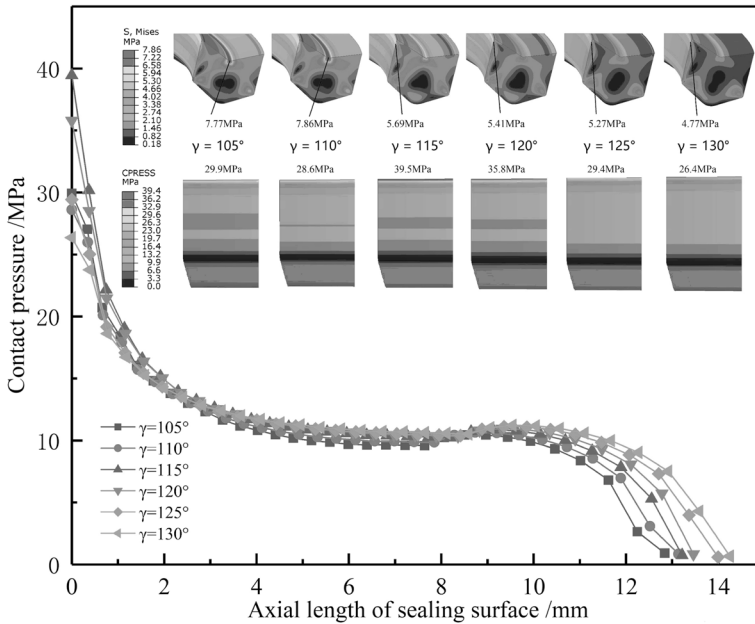 S, Mises
MPa
7.86
7.22
6.58
5.94
5.30
4.66
4.02
3.38
2.74
2.10
1.46
0.82
0.18
7.77MPa 7.86MPa 5.69MPa 5.41MPa 5.27MPa 4.77MPa
γ = 105° γ = 110° γ = 115° γ = 120° γ = 125° γ = 130°
CPRESS
MPa
39.4
36.2
32.9
29.6
26.3
23.0
19.7
16.4
13.2
9.9
6.6
3.3
0.0
29.9MPa 28.6MPa 39.5MPa 35.8MPa 29.4MPa 26.4MPa
Contact pressure /MPa
40
30
20
10
0
γ=105°
γ=110°
γ=115°
γ=120°
γ=125°
γ=130°
0 2 4 6 8 10 12 14
Axial length of sealing surface /mm